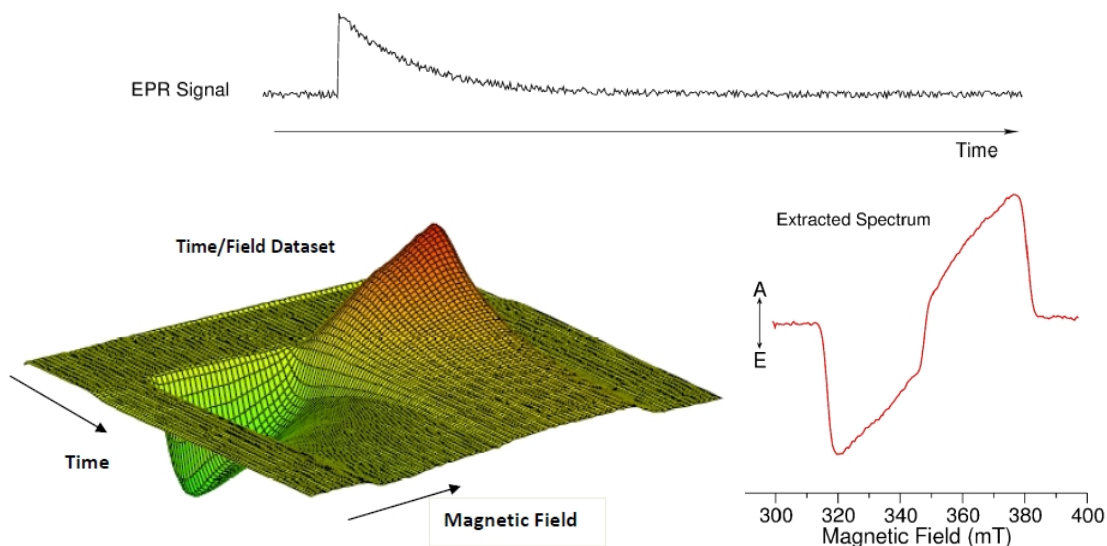 EPR Signal
Time
Time/Field Dataset
Extracted Spectrum
A
E
Time
Magnetic Field
300 320 340 360 380 400
Magnetic Field (mT)